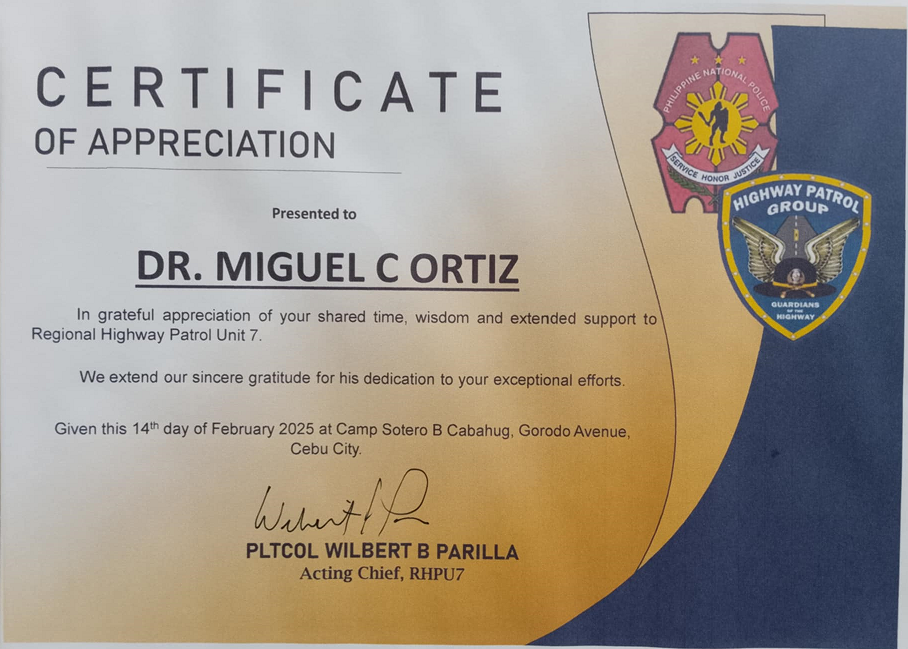 CERTIFICATE
OF APPRECIATION
Presented to
DR. MIGUEL C ORTIZ
In grateful appreciation of your shared time, wisdom and extended support to
Regional Highway Patrol Unit 7.
We extend our sincere gratitude for his dedication to your exceptional efforts.
Given this 14th day of February 2025 at Camp Sotero B Cabahug, Gorodo Avenue,
Cebu City.
Wilbert Parilla
PLTCOL WILBERT B PARILLA
Acting Chief, RHPU7
PHILIPPINE NATIONAL POLICE
SERVICE HONOR JUSTICE
HIGHWAY PATROL
GROUP
GUARDIANS
OF THE
HIGHWAY